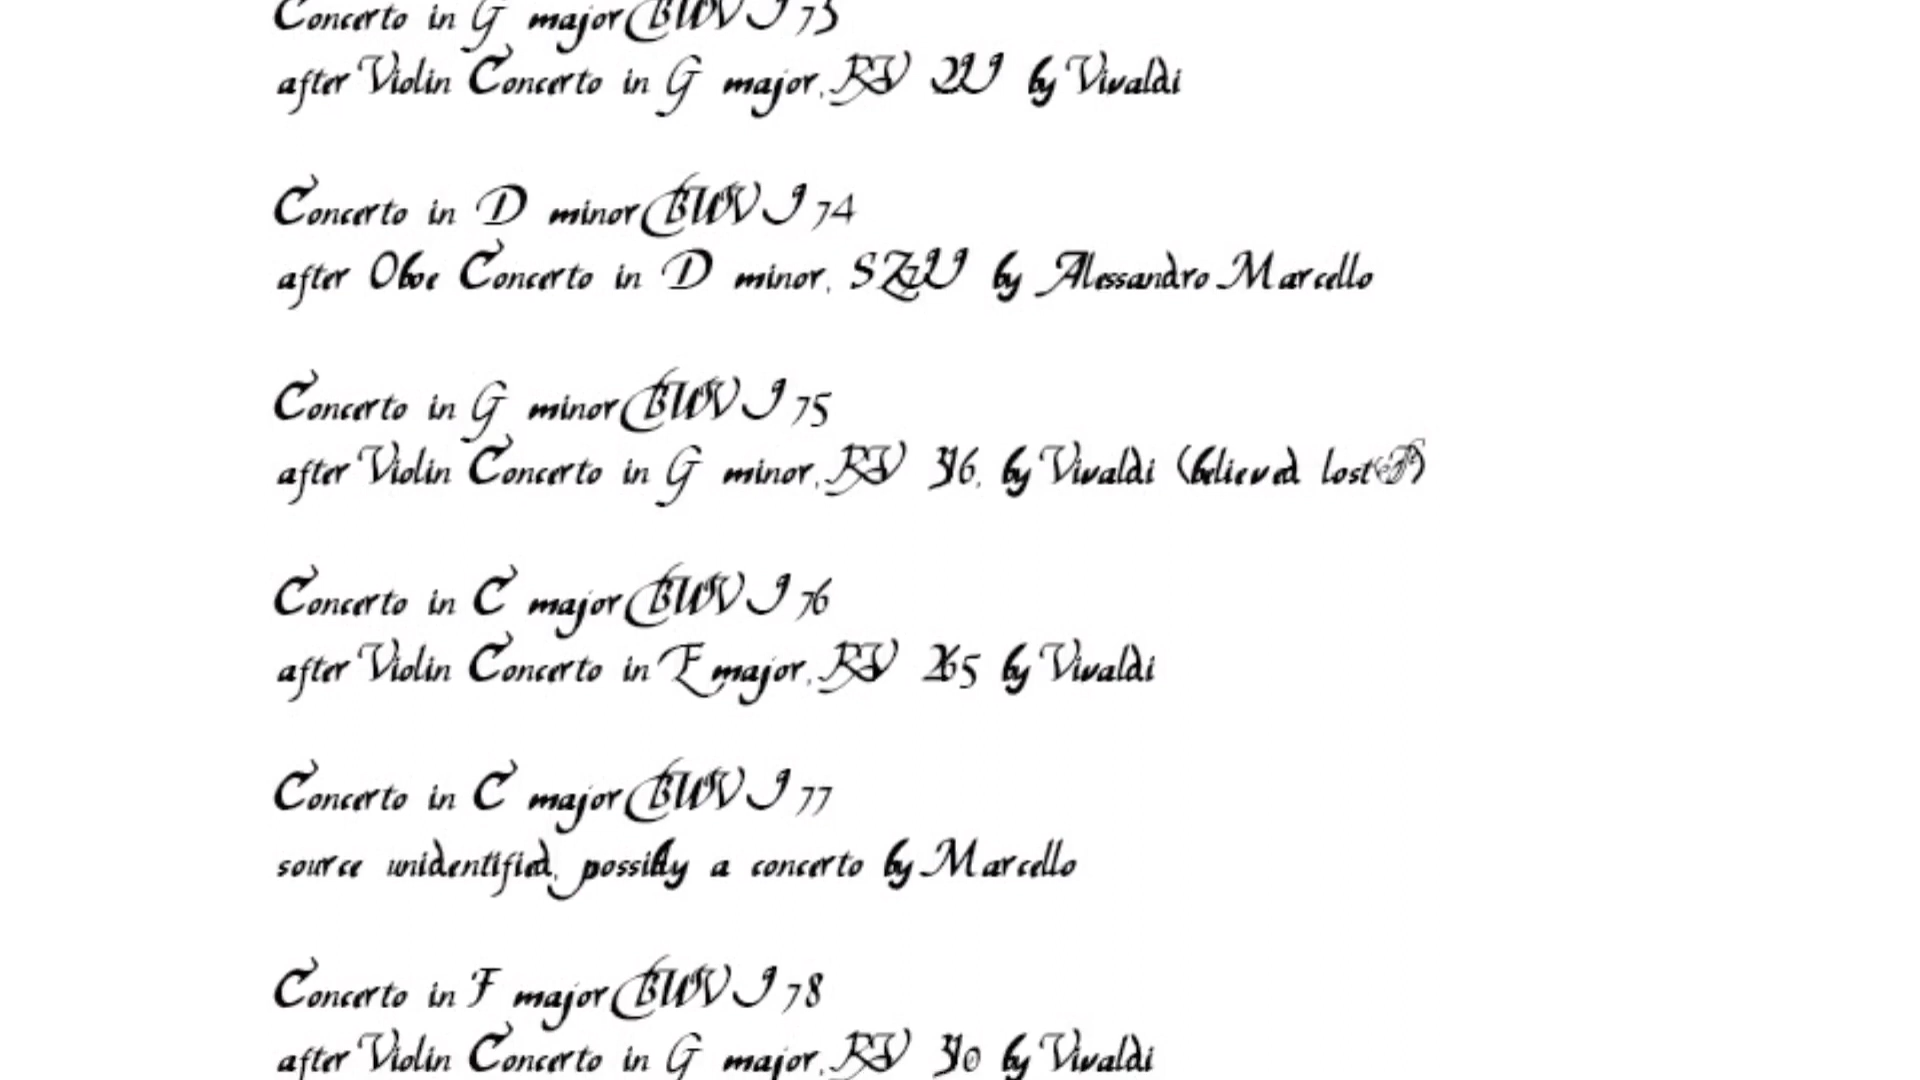 Concerto in G major BWV 973
after Violin Concerto in G major, RV 299 by Vivaldi
Concerto in D minor BWV 974
after Oboe Concerto in D minor, SZ799 by Alessandro Marcello
Concerto in G minor BWV 975
after Violin Concerto in G minor, RV 316, by Vivaldi (believed lost)
Concerto in C major BWV 976
after Violin Concerto in E major, RV 265 by Vivaldi
Concerto in C major BWV 977
source unidentified, possibly a concerto by Marcello
Concerto in F major BWV 978
after Violin Concerto in G major, RV 310 by Vivaldi